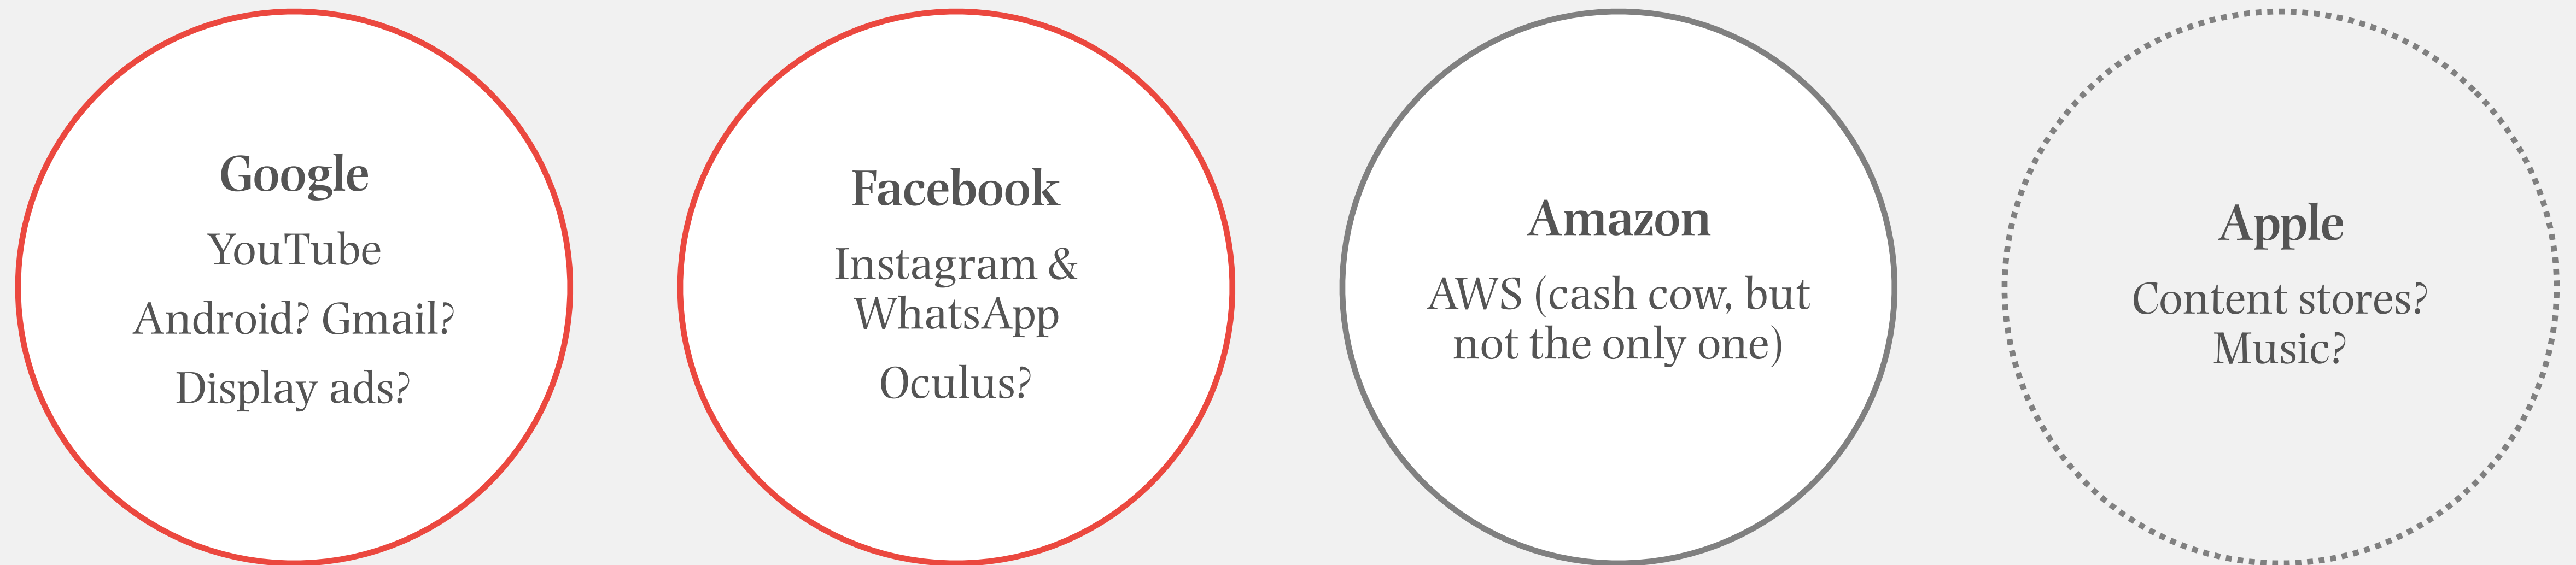 Google
YouTube
Android? Gmail?
Display ads?
Facebook
Instagram &
WhatsApp
Oculus?
Amazon
AWS (cash cow, but
not the only one)
Apple
Content stores?
Music?